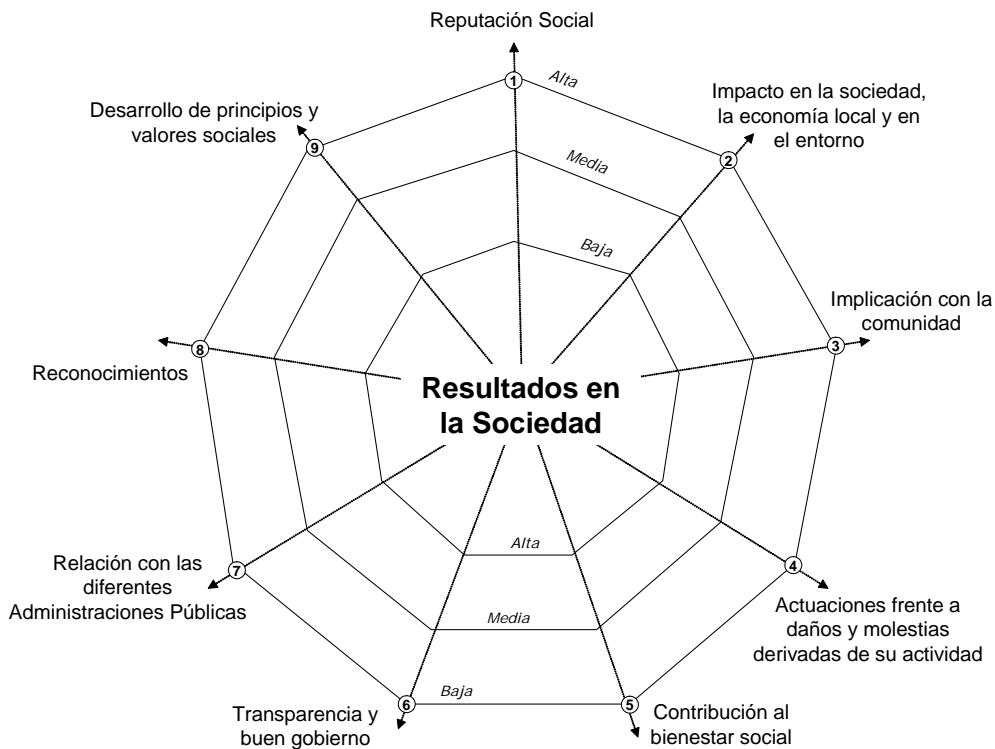 Reputación Social
1
Alta
Desarrollo de principios y
valores sociales
9
Impacto en la sociedad,
la economía local y en
el entorno
2
Media
Baja
Implicación con la
comunidad
3
8
Reconocimientos
Resultados en
la Sociedad
Alta
Relación con las
diferentes
Administraciones Públicas
7
4
Actuaciones frente a
daños y molestias
derivadas de su actividad
Media
Baja
6
Transparencia y
buen gobierno
5
Contribución al
bienestar social